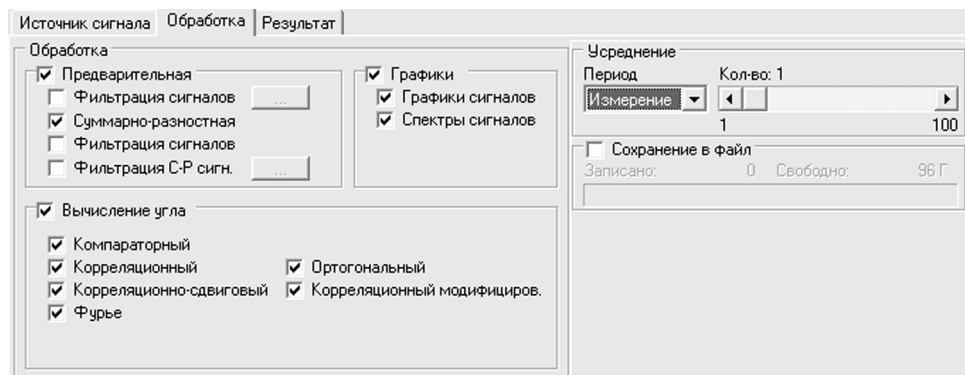 Источник сигнала Обработка Результат
Обработка
Предварительная
Фильтрация сигналов ...
Суммарно-разностная
Фильтрация сигналов
Фильтрация С-Р сигн. ...
Графики
Графики сигналов
Спектры сигналов
Вычисление угла
Компараторный
Корреляционный Ортогональный
Корреляционно-сдвиговый Корреляционный модифициров.
Фурье
Усреднение
Период Кол-во: 1
Измерение
1 100
Сохранение в файл
Записано: 0 Свободно: 96 Г